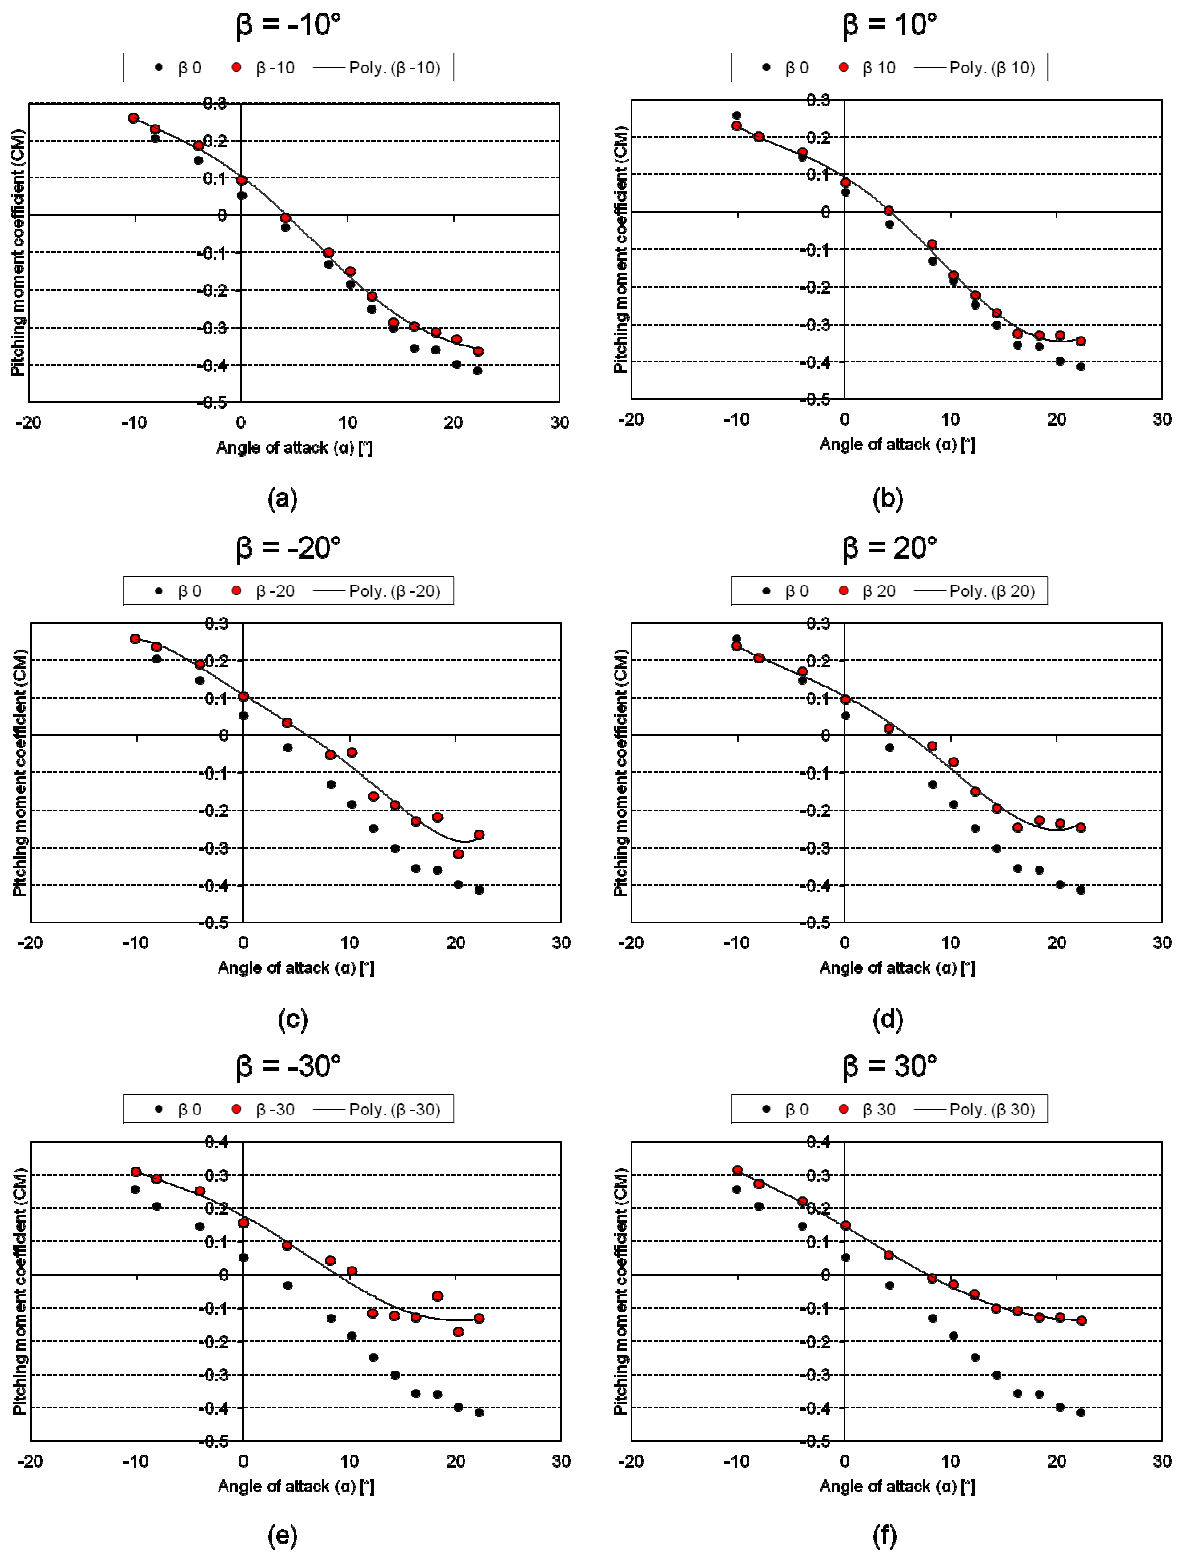 β = -10°
β 0 β -10 Poly. (β -10)
Pitching moment coefficient (CM)
0.3
0.2
0.1
0
-0.1
-0.2
-0.3
-0.4
-0.5
-20 -10 0 10 20 30
Angle of attack (α) [°]
(a)
β = 10°
β 0 β 10 Poly. (β 10)
Pitching moment coefficient (CM)
0.3
0.2
0.1
0
-0.1
-0.2
-0.3
-0.4
-0.5
-20 -10 0 10 20 30
Angle of attack (α) [°]
(b)
β = -20°
β 0 β -20 Poly. (β -20)
Pitching moment coefficient (CM)
0.3
0.2
0.1
0
-0.1
-0.2
-0.3
-0.4
-0.5
-20 -10 0 10 20 30
Angle of attack (α) [°]
(c)
β = 20°
β 0 β 20 Poly. (β 20)
Pitching moment coefficient (CM)
0.3
0.2
0.1
0
-0.1
-0.2
-0.3
-0.4
-0.5
-20 -10 0 10 20 30
Angle of attack (α) [°]
(d)
β = -30°
β 0 β -30 Poly. (β -30)
Pitching moment coefficient (CM)
0.4
0.3
0.2
0.1
0
-0.1
-0.2
-0.3
-0.4
-0.5
-20 -10 0 10 20 30
Angle of attack (α) [°]
(e)
β = 30°
β 0 β 30 Poly. (β 30)
Pitching moment coefficient (CM)
0.4
0.3
0.2
0.1
0
-0.1
-0.2
-0.3
-0.4
-0.5
-20 -10 0 10 20 30
Angle of attack (α) [°]
(f)